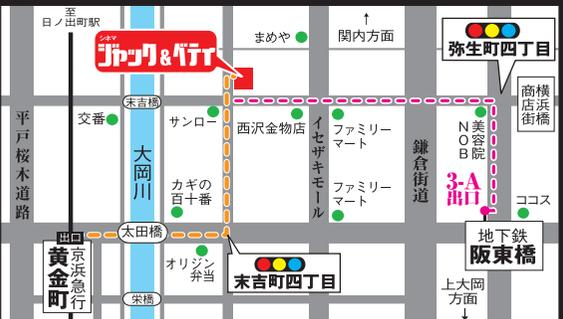 至
日ノ出町駅
シネマ
ジャック&ベティ
まめや
↑
関内方面
弥生町四丁目
商店街
横浜橋
末吉橋
交番
サンロー
西沢金物店
ファミリー
マート
美容院
NOB
平戸桜木道路
大岡川
イセザキモール
鎌倉街道
カギの
百十番
ファミリー
マート
3-A
出口
ココス
出口
太田橋
地下鉄
阪東橋
京浜急行
黄金町
オリジン
弁当
末吉町四丁目
上大岡
方面
↓
栄橋